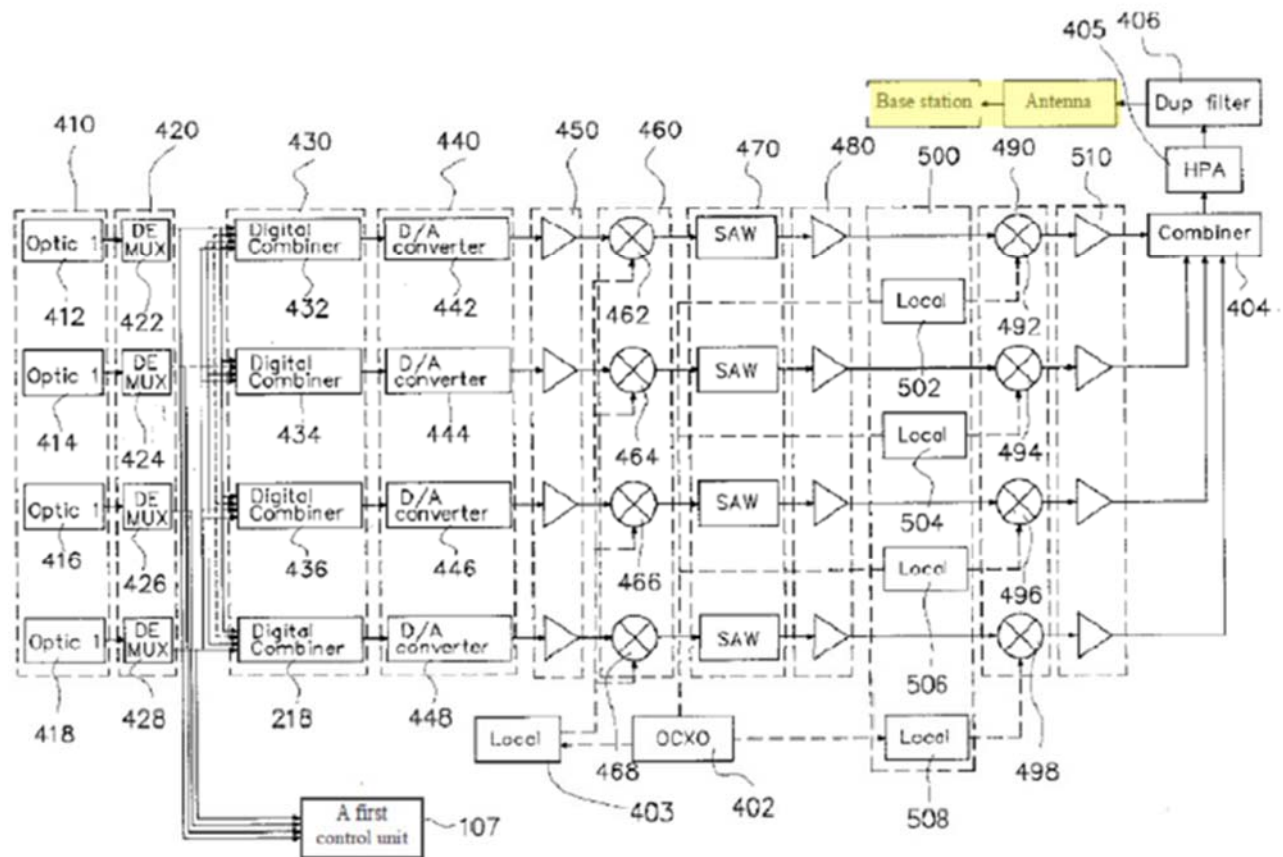 406
405
Base station
Antenna
Dup filter
410
420
430
440
450
460
470
480
500
490
510
HPA
Optic 1
DE
MUX
Digital
Combiner
D/A
converter
SAW
Combiner
412
422
432
442
462
Local
492
404
502
Optic 1
DE
MUX
Digital
Combiner
D/A
converter
SAW
414
424
434
444
464
Local
494
504
Optic 1
DE
MUX
Digital
Combiner
D/A
converter
SAW
416
426
436
446
466
Local
496
506
Optic 1
DE
MUX
Digital
Combiner
D/A
converter
SAW
418
428
218
448
468
Local
OCXO
Local
498
403
402
508
A first
control unit
107